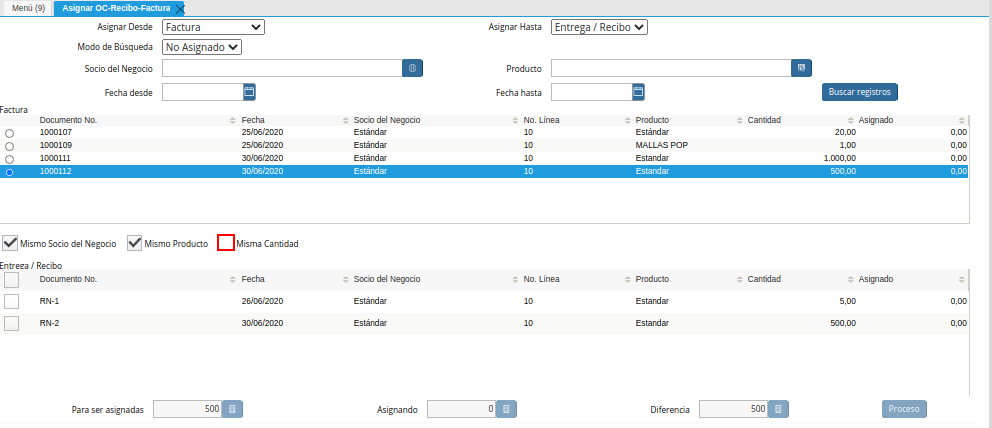 Menú (9) Asignar OC-Recibo-Factura
Asignar Desde Factura Asignar Hasta Entrega / Recibo
Modo de Búsqueda No Asignado
Socio del Negocio Producto
Fecha desde Fecha hasta Buscar registros
Factura
Documento No. Fecha Socio del Negocio No. Línea Producto Cantidad Asignado
1000107 25/06/2020 Estándar 10 Estándar 20,00 0,00
1000109 25/06/2020 Estándar 10 MALLAS POP 1,00 0,00
1000111 30/06/2020 Estándar 10 Estandar 1.000,00 0,00
1000112 30/06/2020 Estándar 10 Estandar 500,00 0,00
Mismo Socio del Negocio Mismo Producto Misma Cantidad
Entrega / Recibo
Documento No. Fecha Socio del Negocio No. Línea Producto Cantidad Asignado
RN-1 26/06/2020 Estándar 10 Estandar 5,00 0,00
RN-2 30/06/2020 Estándar 10 Estandar 500,00 0,00
Para ser asignadas 500 Asignando 0 Diferencia 500 Proceso